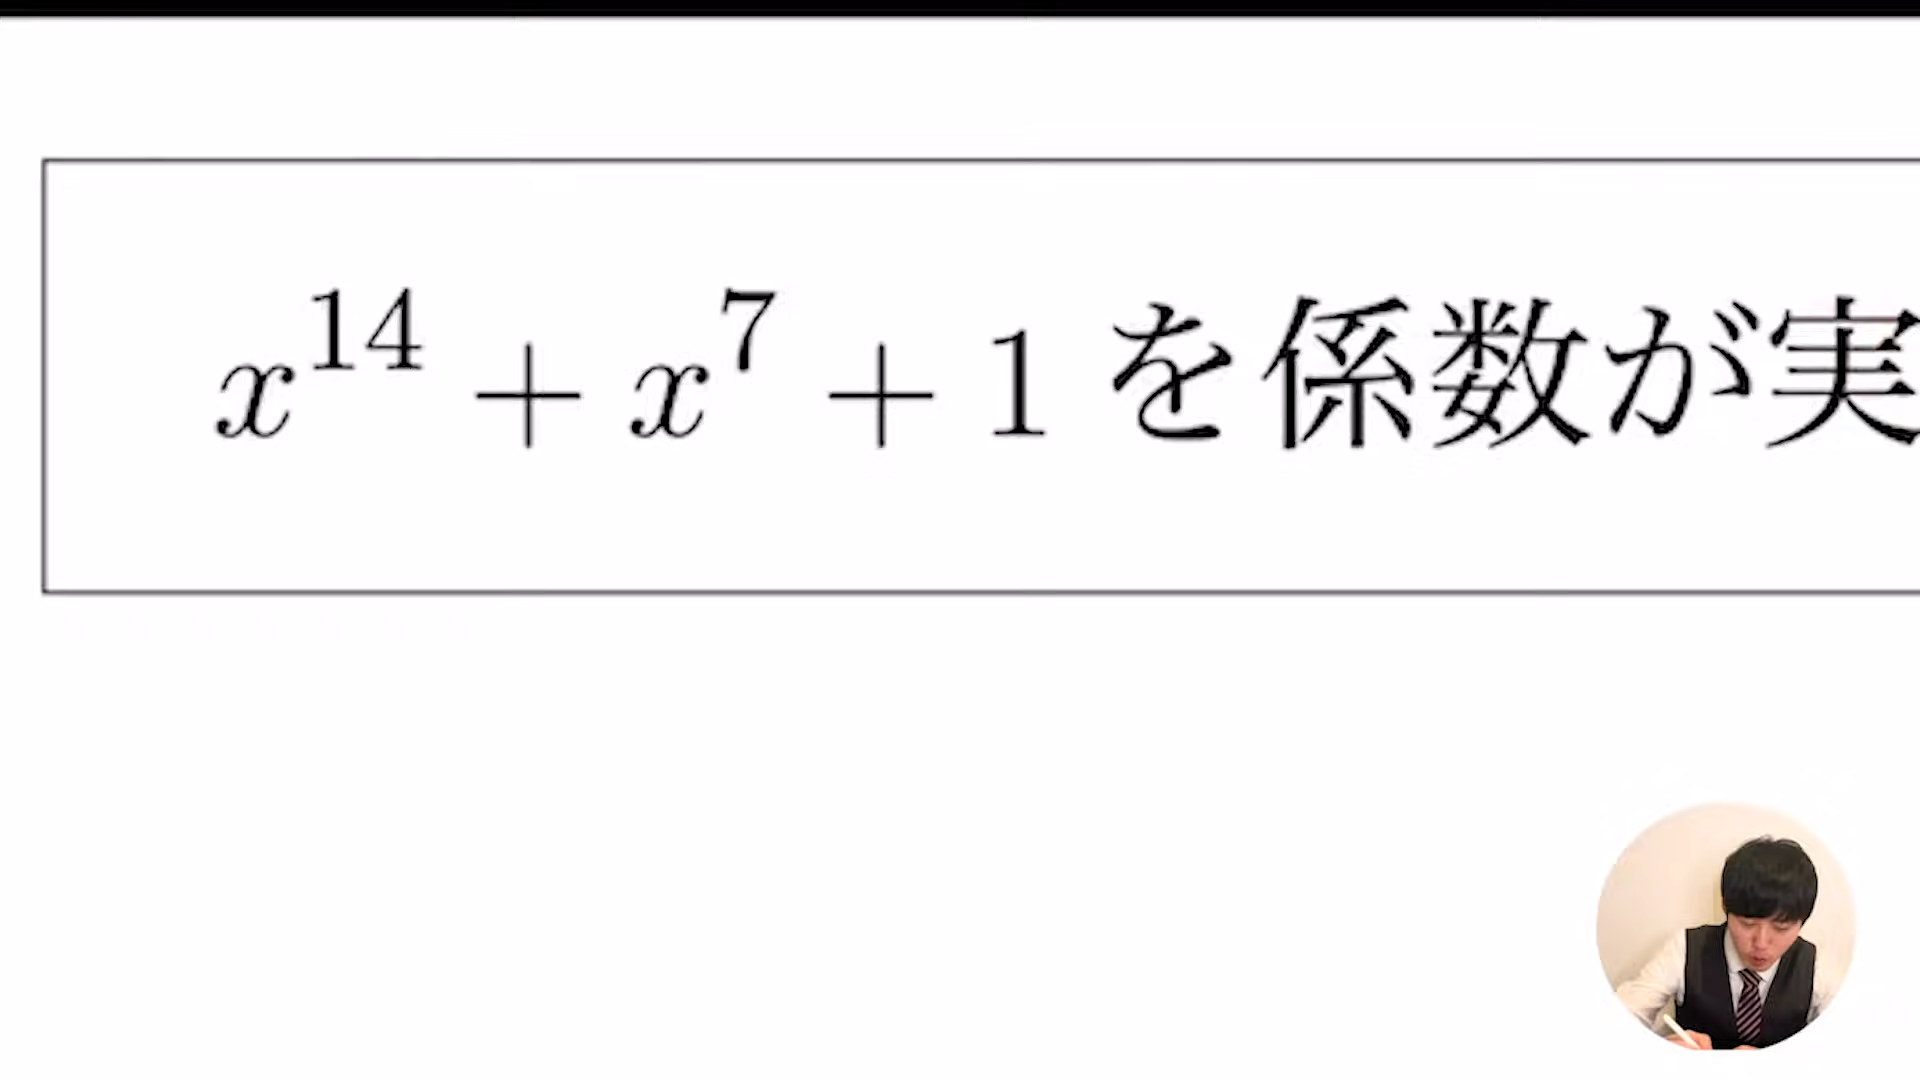 x^{14} + x^7 + 1 を係数が実